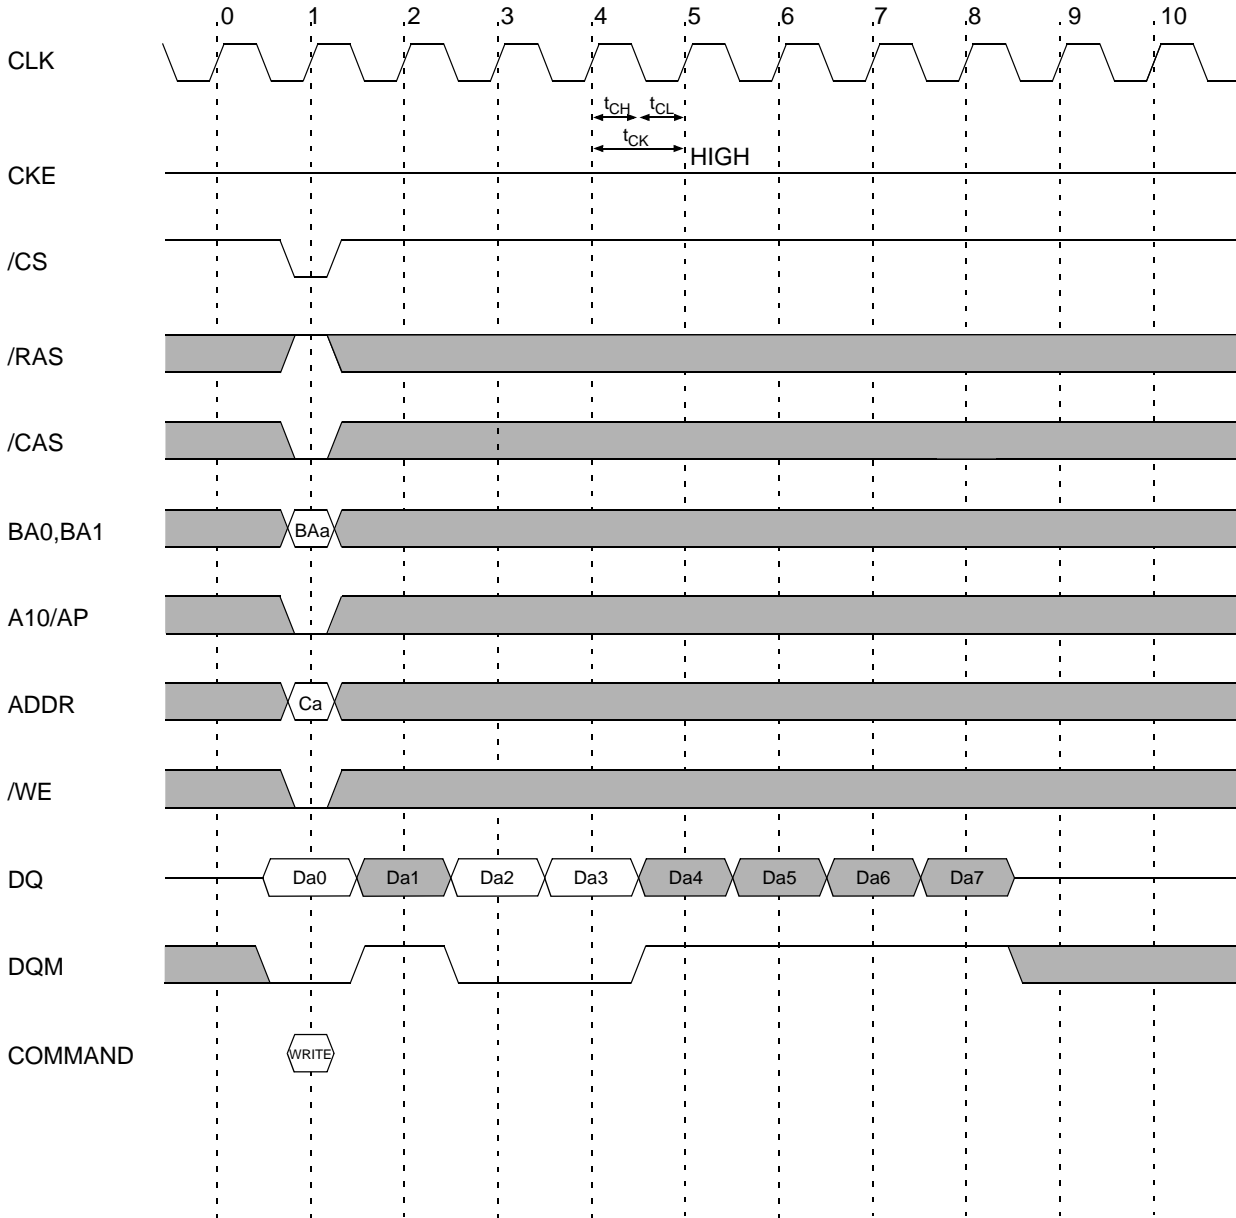 0 1 2 3 4 5 6 7 8 9 10
CLK
tCH tCL
tCK
HIGH
CKE
/CS
/RAS
/CAS
BA0,BA1 BAa
A10/AP
ADDR Ca
/WE
DQ Da0 Da1 Da2 Da3 Da4 Da5 Da6 Da7
DQM
COMMAND WRITE